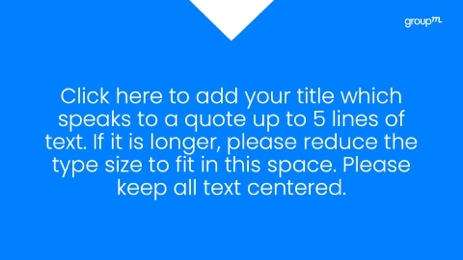 groupm
Click here to add your title which
speaks to a quote up to 5 lines of
text. If it is longer, please reduce the
type size to fit in this space. Please
keep all text centered.